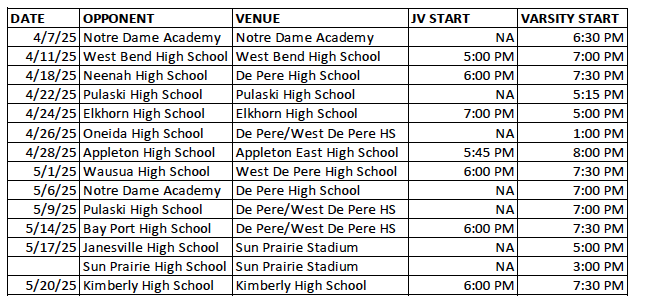 DATE OPPONENT VENUE JV START VARSITY START
4/7/25 Notre Dame Academy Notre Dame Academy NA 6:30 PM
4/11/25 West Bend High School West Bend High School 5:00 PM 7:00 PM
4/18/25 Neenah High School De Pere High School 6:00 PM 7:30 PM
4/22/25 Pulaski High School Pulaski High School NA 5:15 PM
4/24/25 Elkhorn High School Elkhorn High School 7:00 PM 5:00 PM
4/26/25 Oneida High School De Pere/West De Pere HS NA 1:00 PM
4/28/25 Appleton High School Appleton East High School 5:45 PM 8:00 PM
5/1/25 Wausua High School West De Pere High School 6:00 PM 7:30 PM
5/6/25 Notre Dame Academy De Pere High School NA 7:00 PM
5/9/25 Pulaski High School De Pere/West De Pere HS NA 7:00 PM
5/14/25 Bay Port High School De Pere/West De Pere HS 6:00 PM 7:30 PM
5/17/25 Janesville High School Sun Prairie Stadium NA 5:00 PM
Sun Prairie High School Sun Prairie Stadium NA 3:00 PM
5/20/25 Kimberly High School Kimberly High School 6:00 PM 7:30 PM